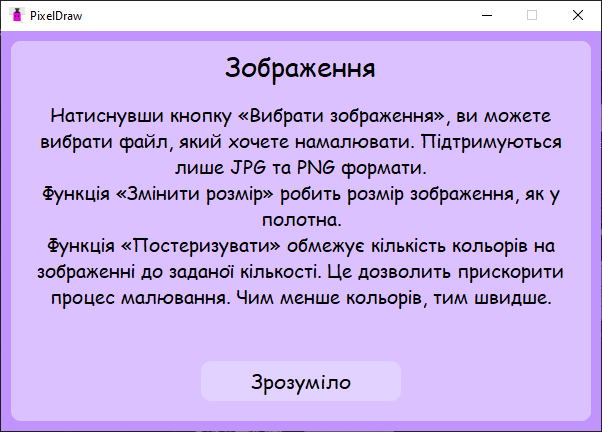 PixelDraw
Зображення
Натиснувши кнопку «Вибрати зображення», ви можете
вибрати файл, який хочете намалювати. Підтримуються
лише JPG та PNG формати.
Функція «Змінити розмір» робить розмір зображення, як у
полотна.
Функція «Постеризувати» обмежує кількість кольорів на
зображенні до заданої кількості. Це дозволить прискорити
процес малювання. Чим менше кольорів, тим швидше.
Зрозуміло